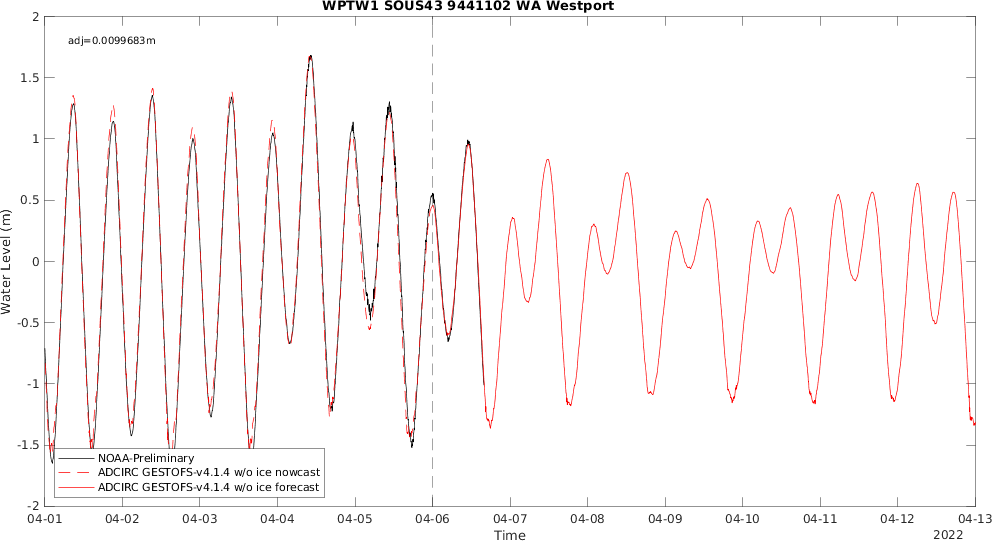 WPTW1 SOUS43 9441102 WA Westport
adj=0.0099683m
2
1.5
1
0.5
0
-0.5
-1
-1.5
-2
Water Level (m)
NOAA-Preliminary
ADCIRC GESTOFS-v4.1.4 w/o ice nowcast
ADCIRC GESTOFS-v4.1.4 w/o ice forecast
04-01 04-02 04-03 04-04 04-05 04-06 04-07 04-08 04-09 04-10 04-11 04-12 04-13
Time
2022